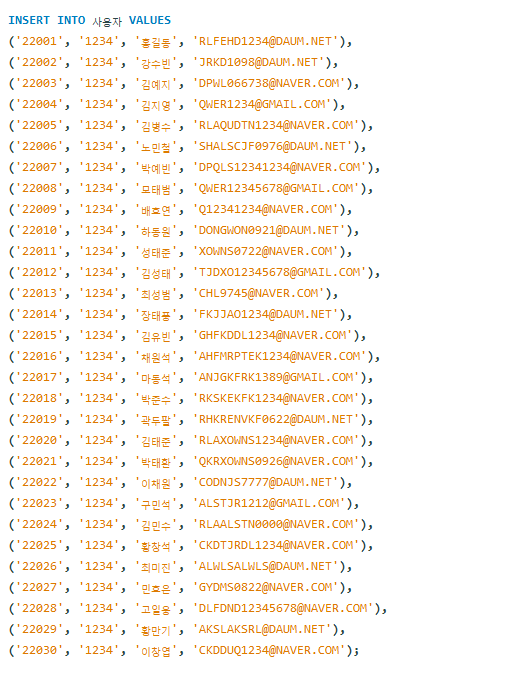 INSERT INTO 사용자 VALUES
('22001', '1234', '홍길동', 'RLFEHD1234@DAUM.NET'),
('22002', '1234', '강수빈', 'JRKD1098@DAUM.NET'),
('22003', '1234', '김예지', 'DPWL066738@NAVER.COM'),
('22004', '1234', '김지영', 'QWER1234@GMAIL.COM'),
('22005', '1234', '김병수', 'RLAQUDTN1234@NAVER.COM'),
('22006', '1234', '노민철', 'SHALSCJF0976@DAUM.NET'),
('22007', '1234', '박예빈', 'DPQLS12341234@NAVER.COM'),
('22008', '1234', '모태범', 'QWER12345678@GMAIL.COM'),
('22009', '1234', '배호연', 'Q12341234@NAVER.COM'),
('22010', '1234', '하동원', 'DONGWON0921@DAUM.NET'),
('22011', '1234', '성태준', 'XOWNS0722@NAVER.COM'),
('22012', '1234', '김성태', 'TJDXO12345678@GMAIL.COM'),
('22013', '1234', '최성범', 'CHL9745@NAVER.COM'),
('22014', '1234', '장태풍', 'FKJJAO1234@DAUM.NET'),
('22015', '1234', '김유빈', 'GHFKDDL1234@NAVER.COM'),
('22016', '1234', '채원석', 'AHFMRPTEK1234@NAVER.COM'),
('22017', '1234', '마동석', 'ANJGKFRK1389@GMAIL.COM'),
('22018', '1234', '박준수', 'RKSKEKFK1234@NAVER.COM'),
('22019', '1234', '곽두팔', 'RHKRENVKF0622@DAUM.NET'),
('22020', '1234', '김태준', 'RLAXOWNS1234@NAVER.COM'),
('22021', '1234', '박태환', 'QKRXOWNS0926@NAVER.COM'),
('22022', '1234', '이채원', 'CODNJS7777@DAUM.NET'),
('22023', '1234', '구민석', 'ALSTJR1212@GMAIL.COM'),
('22024', '1234', '김민수', 'RLAALSTN0000@NAVER.COM'),
('22025', '1234', '황창석', 'CKDTJRDL1234@NAVER.COM'),
('22026', '1234', '최미진', 'ALWLSALWLS@DAUM.NET'),
('22027', '1234', '민효은', 'GYDMS0822@NAVER.COM'),
('22028', '1234', '고일웅', 'DLFDND12345678@NAVER.COM'),
('22029', '1234', '황만기', 'AKSLAKSRL@DAUM.NET'),
('22030', '1234', '이창엽', 'CKDDUQ1234@NAVER.COM');